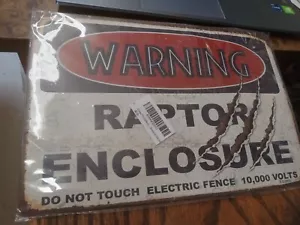 WARNING
RAPTOR
ENCLOSURE
DO NOT TOUCH ELECTRIC FENCE 10,000 VOLTS